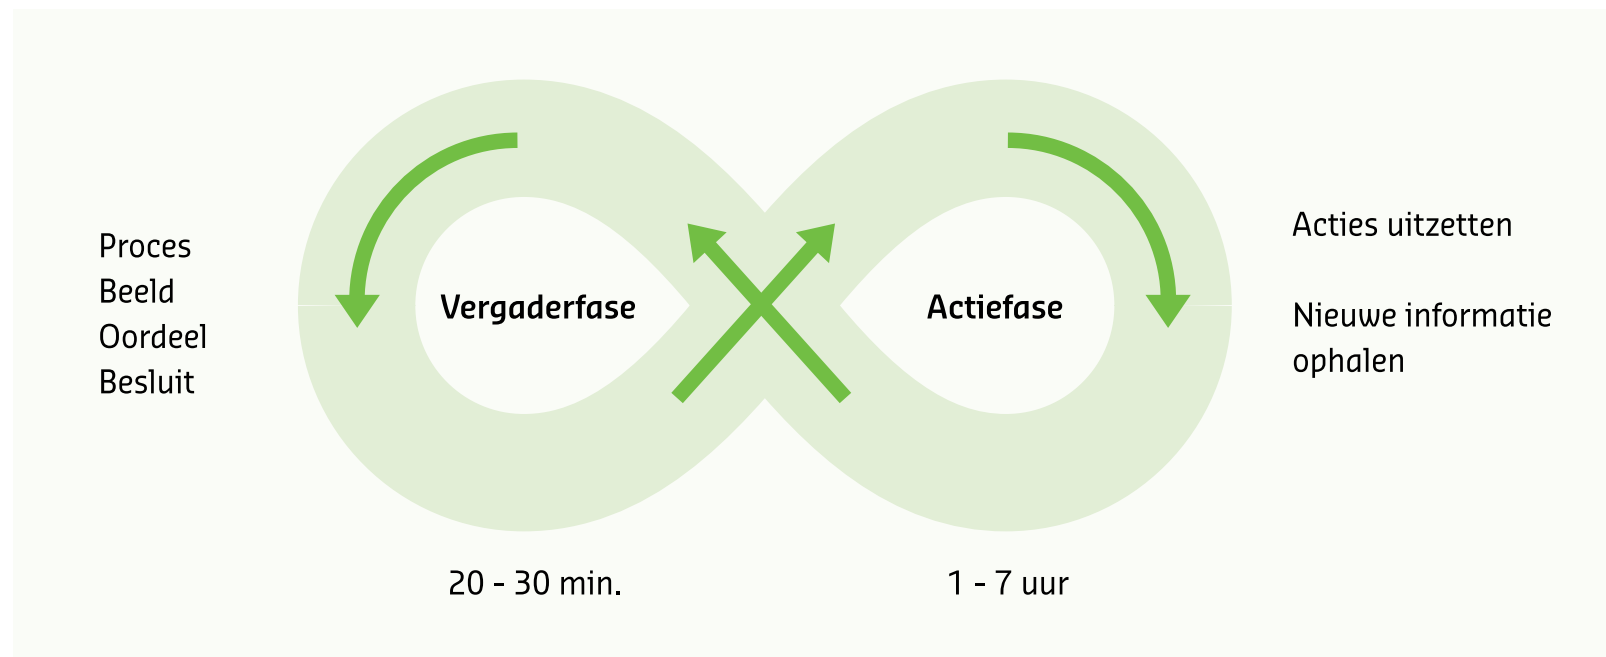 Proces
Beeld
Oordeel
Besluit
Vergaderfase
Actiefase
Acties uitzetten
Nieuwe informatie
ophalen
20 - 30 min.
1 - 7 uur